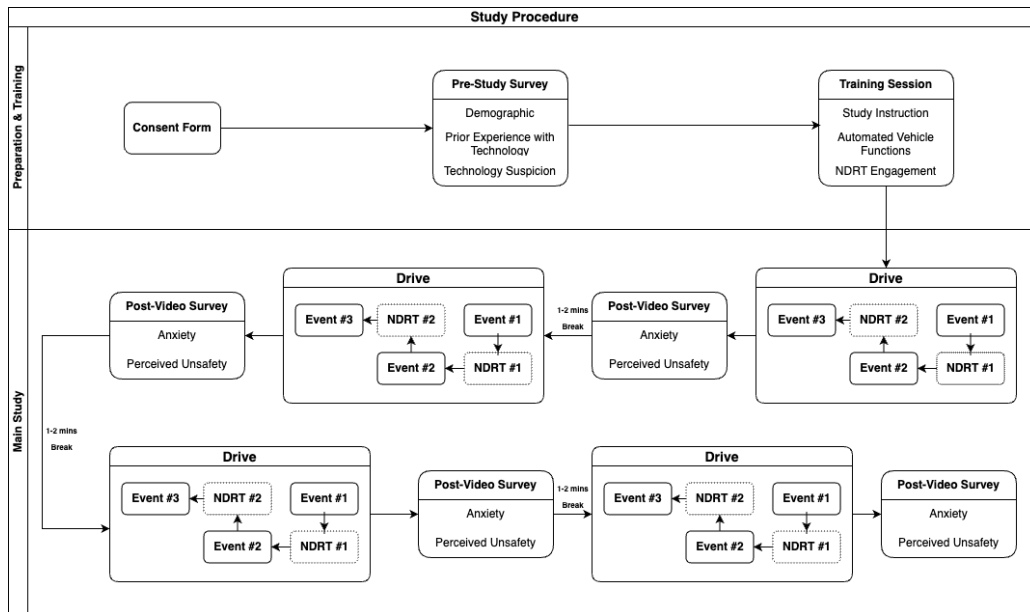 Study Procedure
Preparation & Training
Consent Form
Pre-Study Survey
Demographic
Prior Experience with
Technology
Technology Suspicion
Training Session
Study Instruction
Automated Vehicle
Functions
NDRT Engagement
Main Study
Post-Video Survey
Anxiety
Perceived Unsafety
Drive
Event #3
NDRT #2
Event #1
Event #2
NDRT #1
1-2 mins
Break
Post-Video Survey
Anxiety
Perceived Unsafety
Drive
Event #3
NDRT #2
Event #1
Event #2
NDRT #1
1-2 mins
Break
Drive
Event #3
NDRT #2
Event #1
Event #2
NDRT #1
Post-Video Survey
Anxiety
Perceived Unsafety
1-2 mins
Break
Drive
Event #3
NDRT #2
Event #1
Event #2
NDRT #1
Post-Video Survey
Anxiety
Perceived Unsafety